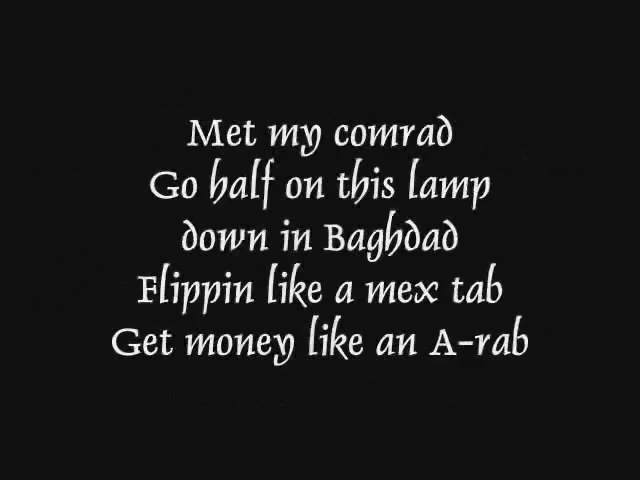 Met my comrad
Go half on this lamp
down in Baghdad
Flippin like a mex tab
Get money like an A-rab